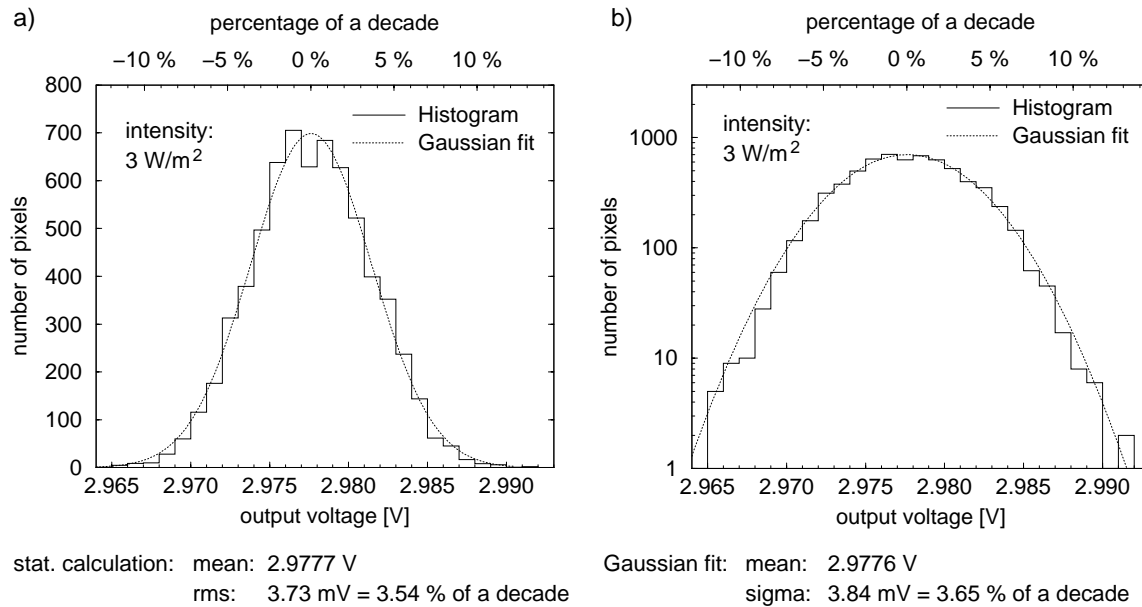 a)
percentage of a decade
−10 % −5 % 0 % 5 % 10 %
800
700
600
500
400
300
200
100
0
number of pixels
intensity:
3 W/m²
Histogram
Gaussian fit
2.965 2.970 2.975 2.980 2.985 2.990
output voltage [V]
stat. calculation: mean: 2.9777 V
rms: 3.73 mV = 3.54 % of a decade
b)
percentage of a decade
−10 % −5 % 0 % 5 % 10 %
1000
100
10
1
number of pixels
intensity:
3 W/m²
Histogram
Gaussian fit
2.965 2.970 2.975 2.980 2.985 2.990
output voltage [V]
Gaussian fit: mean: 2.9776 V
sigma: 3.84 mV = 3.65 % of a decade